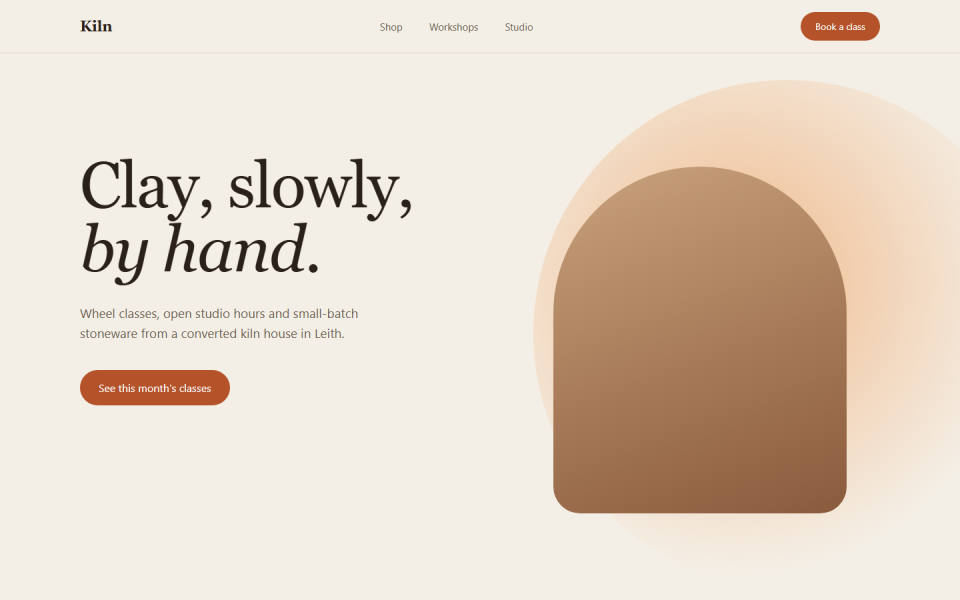 Kiln
Shop
Workshops
Studio
Book a class
Clay, slowly,
by hand.
Wheel classes, open studio hours and small-batch
stoneware from a converted kiln house in Leith.
See this month's classes